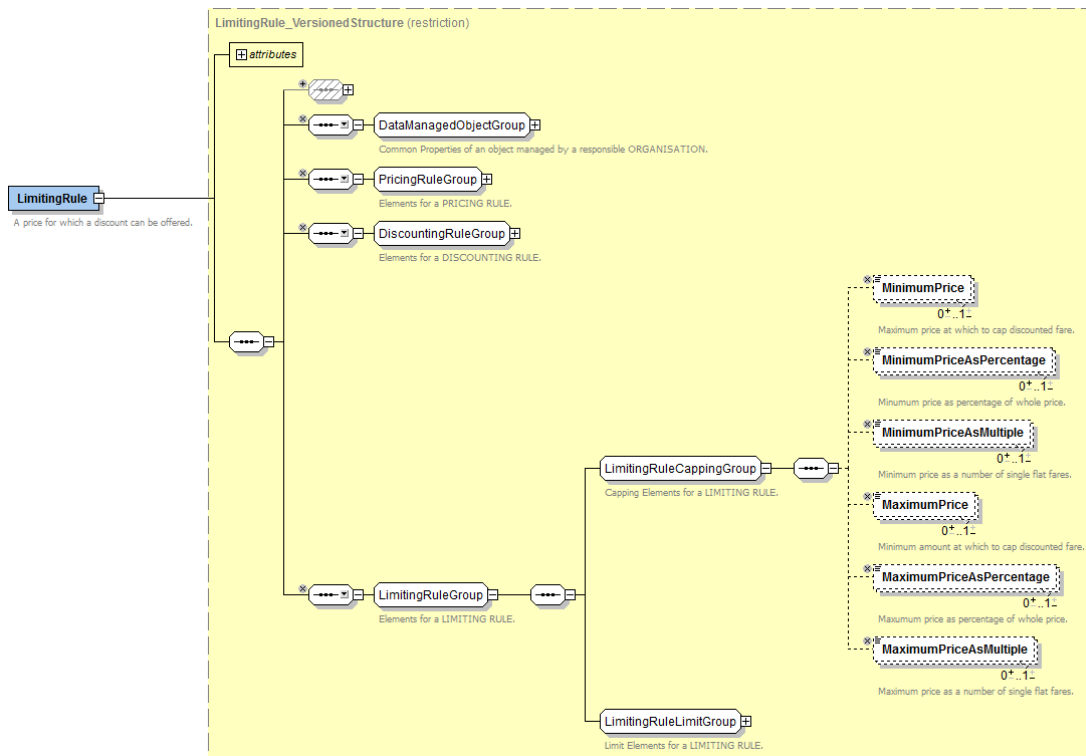 LimitingRule_VersionedStructure (restriction)
attributes
DataManagedObjectGroup
Common Properties of an object managed by a responsible ORGANISATION.
PricingRuleGroup
Elements for a PRICING RULE.
LimitingRule
A price for which a discount can be offered.
DiscountingRuleGroup
Elements for a DISCOUNTING RULE.
MinimumPrice
0..1
Maximum price at which to cap discounted fare.
MinimumPriceAsPercentage
0..1
Minumum price as percentage of whole price.
MinimumPriceAsMultiple
0..1
Minimum price as a number of single flat fares.
LimitingRuleCappingGroup
Capping Elements for a LIMITING RULE.
MaximumPrice
0..1
Minimum amount at which to cap discounted fare.
MaximumPriceAsPercentage
0..1
Maxumum price as percentage of whole price.
LimitingRuleGroup
Elements for a LIMITING RULE.
MaximumPriceAsMultiple
0..1
Maximum price as a number of single flat fares.
LimitingRuleLimitGroup
Limit Elements for a LIMITING RULE.